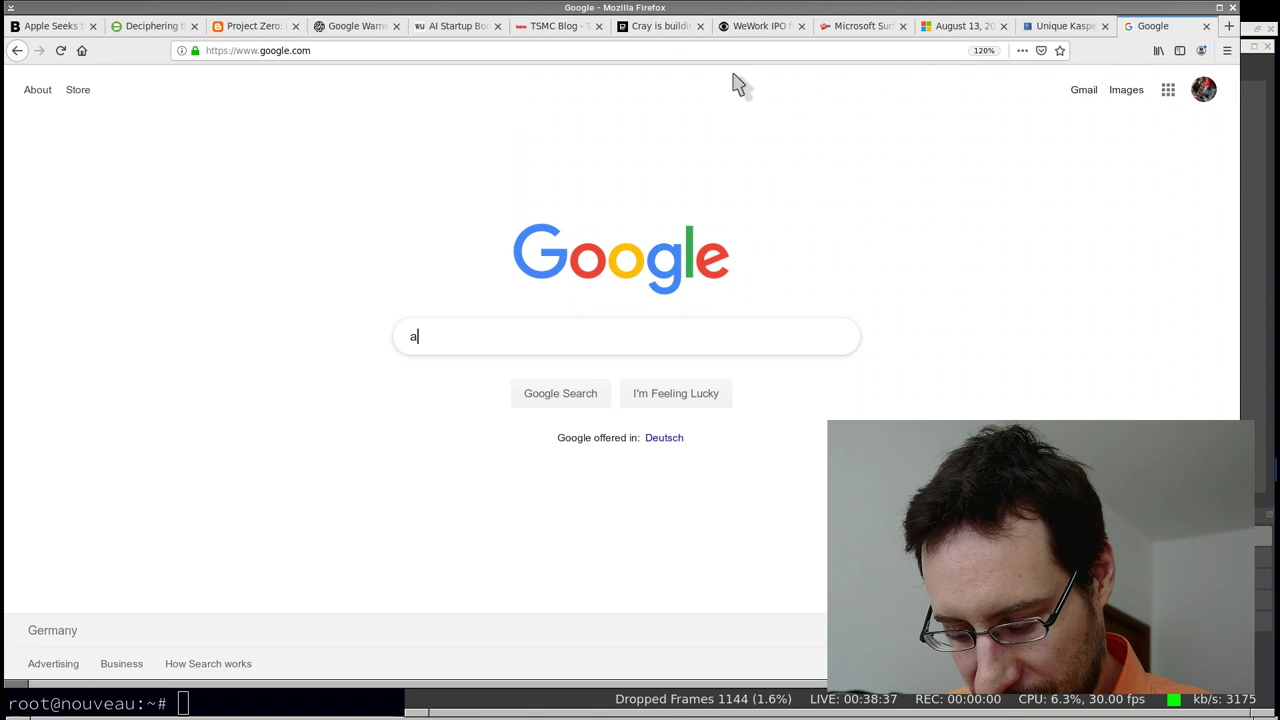 Google - Mozilla Firefox
Apple Seeks t
Deciphering t
Project Zero:
Google Warns
AI Startup Boo
TSMC Blog - T
Cray is buildin
WeWork IPO f
Microsoft Surf
August 13, 20
Unique Kaspe
Google
https://www.google.com
120%
About
Store
Gmail
Images
Google
a
Google Search
I'm Feeling Lucky
Google offered in: Deutsch
Germany
Advertising
Business
How Search works
root@nouveau:~#
Dropped Frames 1144 (1.6%)
LIVE: 00:38:37
REC: 00:00:00
CPU: 6.3%, 30.00 fps
kb/s: 3175